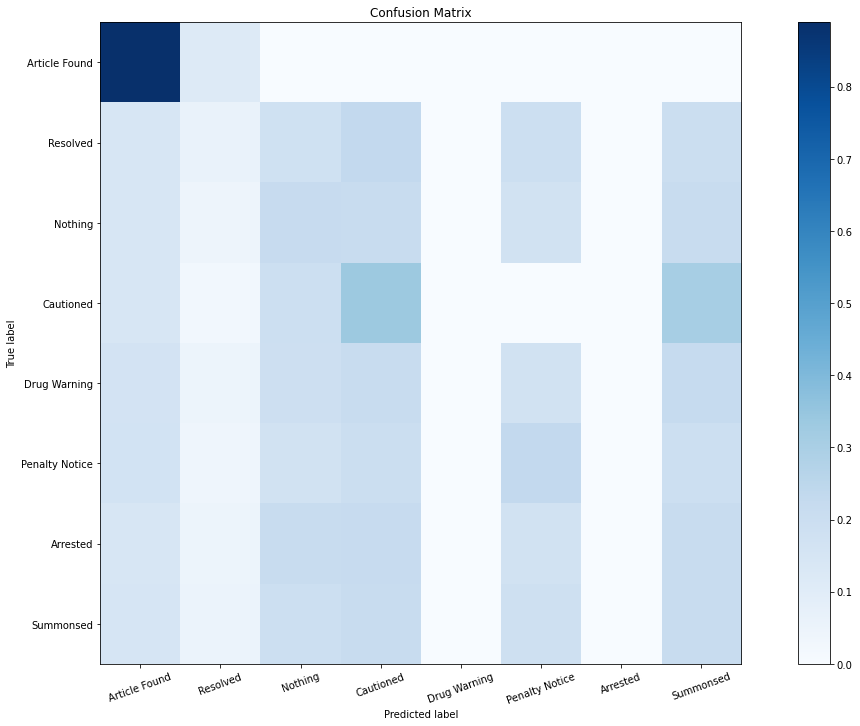 Confusion Matrix
True label
Article Found
Resolved
Nothing
Cautioned
Drug Warning
Penalty Notice
Arrested
Summonsed
Article Found
Resolved
Nothing
Cautioned
Drug Warning
Penalty Notice
Arrested
Summonsed
Predicted label
0.8
0.7
0.6
0.5
0.4
0.3
0.2
0.1
0.0